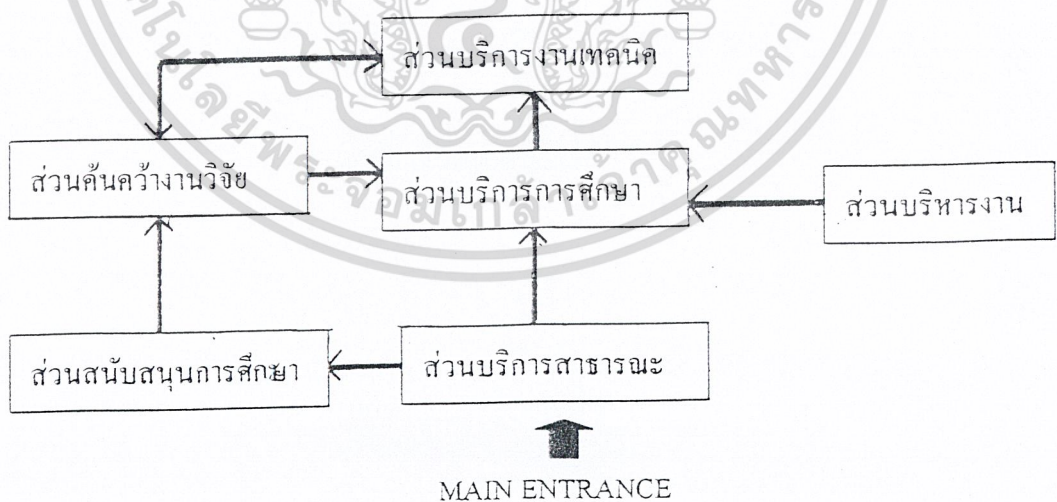 ส่วนบริการงานเทคนิค
ส่วนค้นคว้างานวิจัย
ส่วนบริการการศึกษา
ส่วนบริหารงาน
ส่วนสนับสนุนการศึกษา
ส่วนบริการสาธารณะ
MAIN ENTRANCE